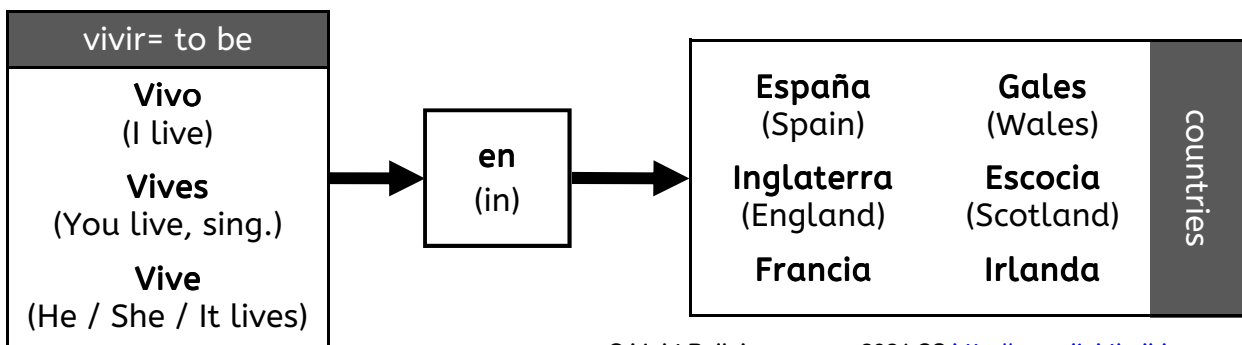 vivir= to be
Vivo
(I live)
Vives
(You live, sing.)
Vive
(He / She / It lives)
en
(in)
España
(Spain)
Gales
(Wales)
Inglaterra
(England)
Escocia
(Scotland)
Francia
Irlanda
countries